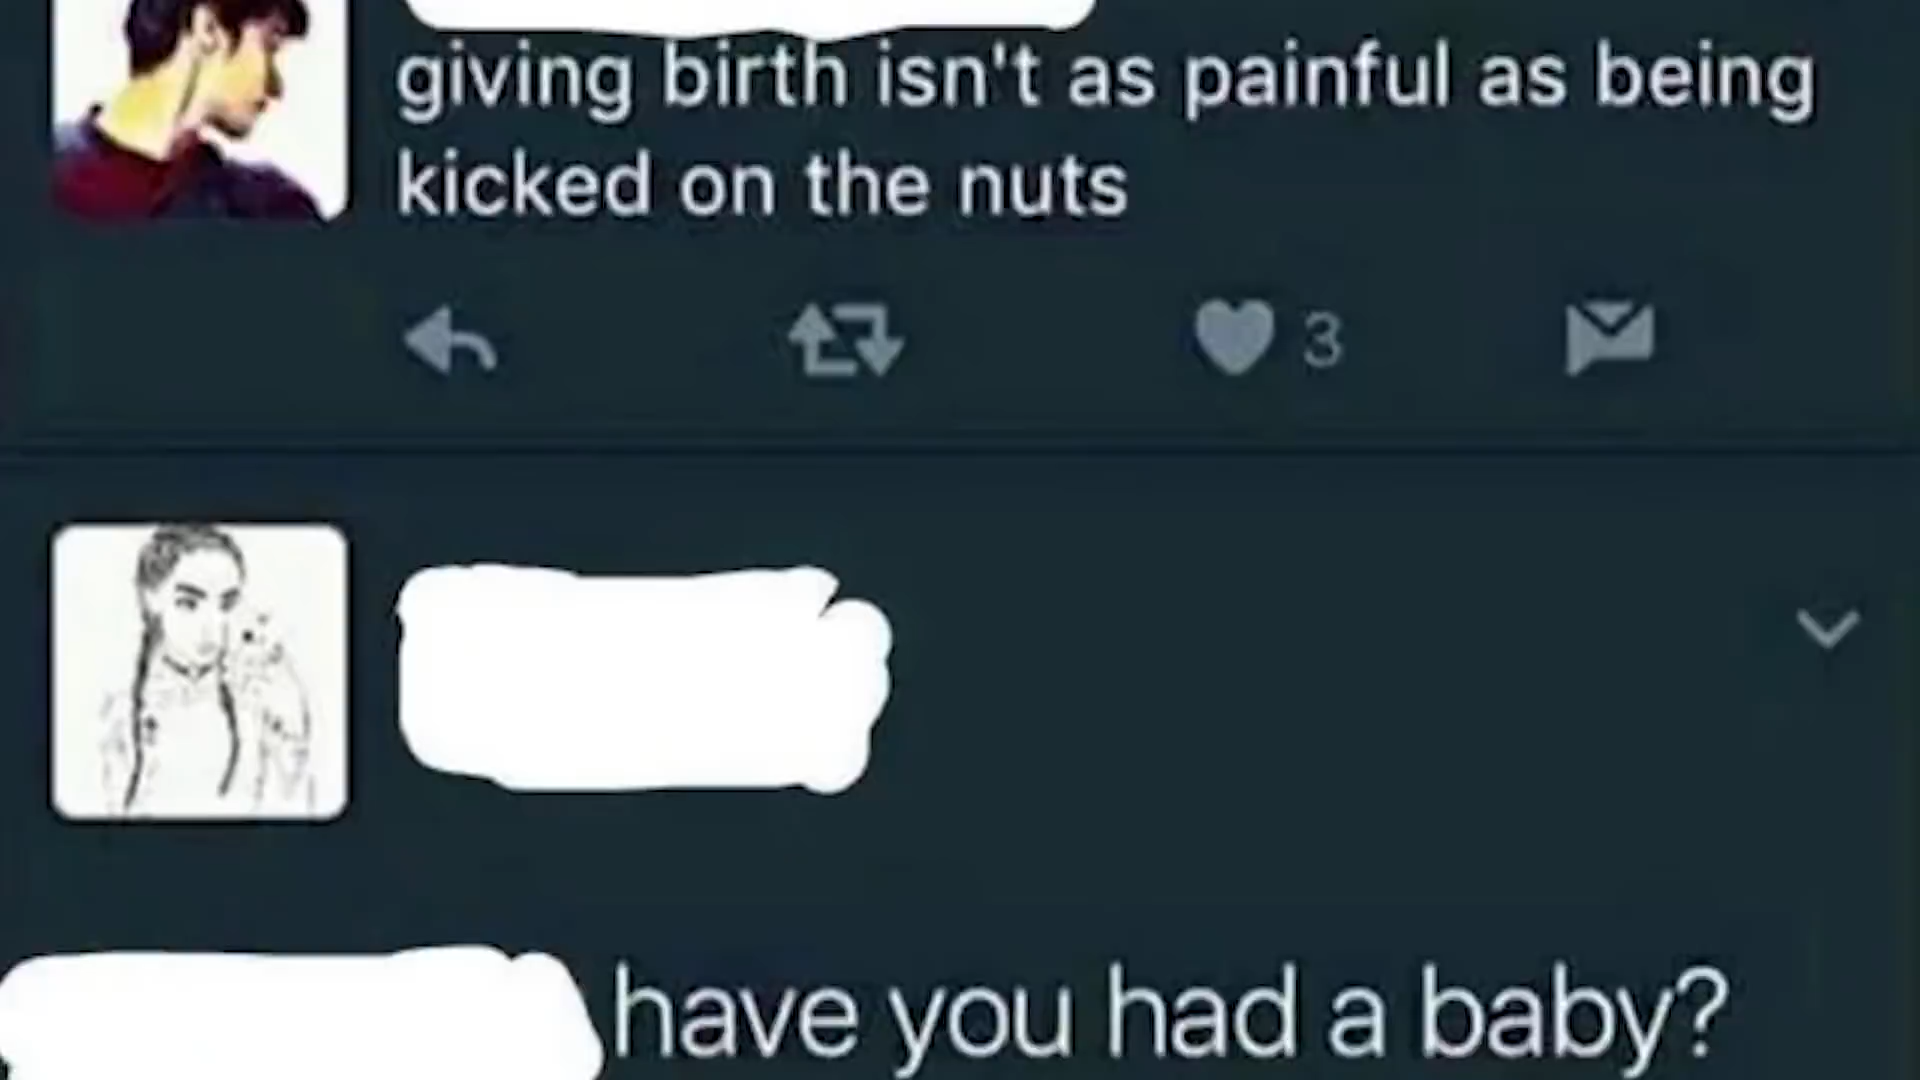 giving birth isn't as painful as being
kicked on the nuts
3
have you had a baby?